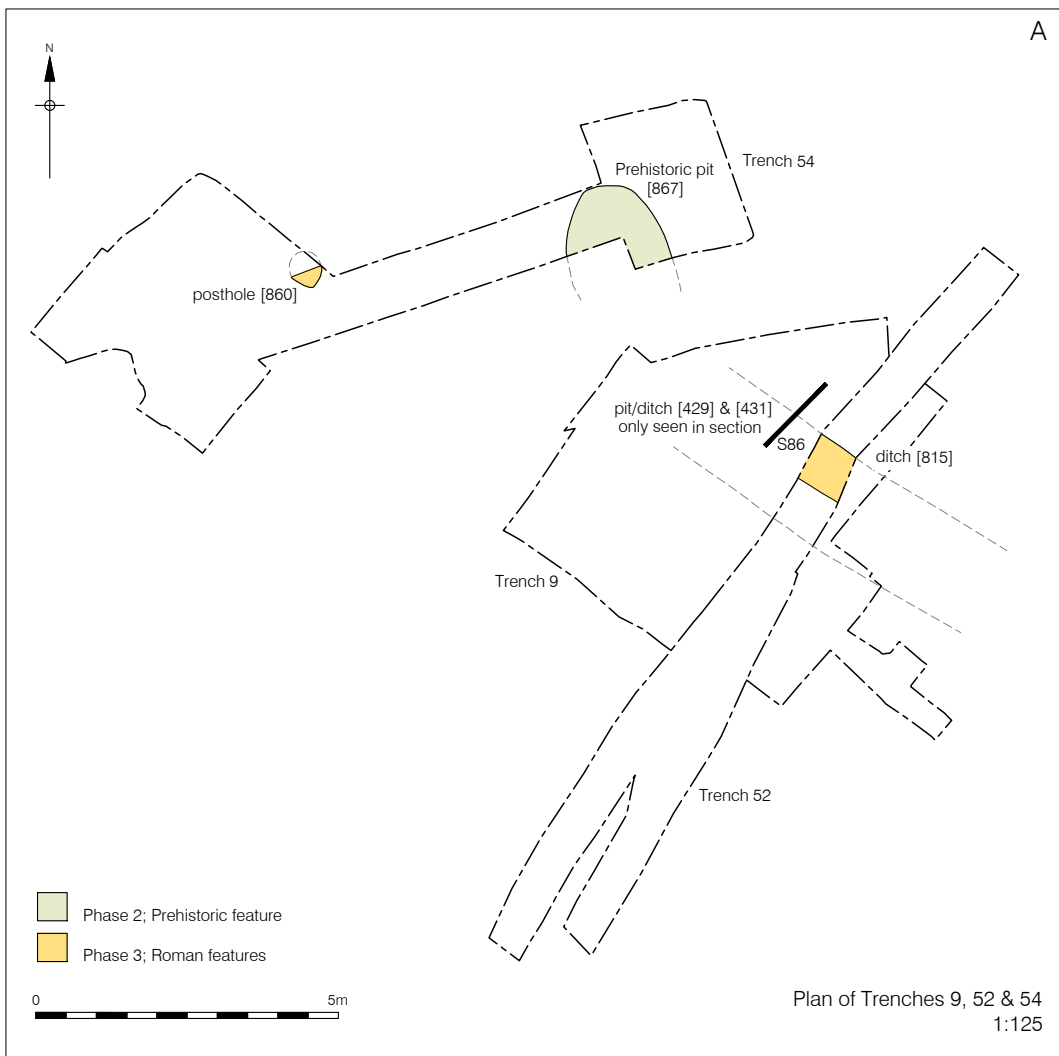 A
N
Trench 54
Prehistoric pit
[867]
posthole [860]
pit/ditch [429] & [431]
only seen in section
S86
ditch [815]
Trench 9
Trench 52
Phase 2; Prehistoric feature
Phase 3; Roman features
0
5m
Plan of Trenches 9, 52 & 54
1:125